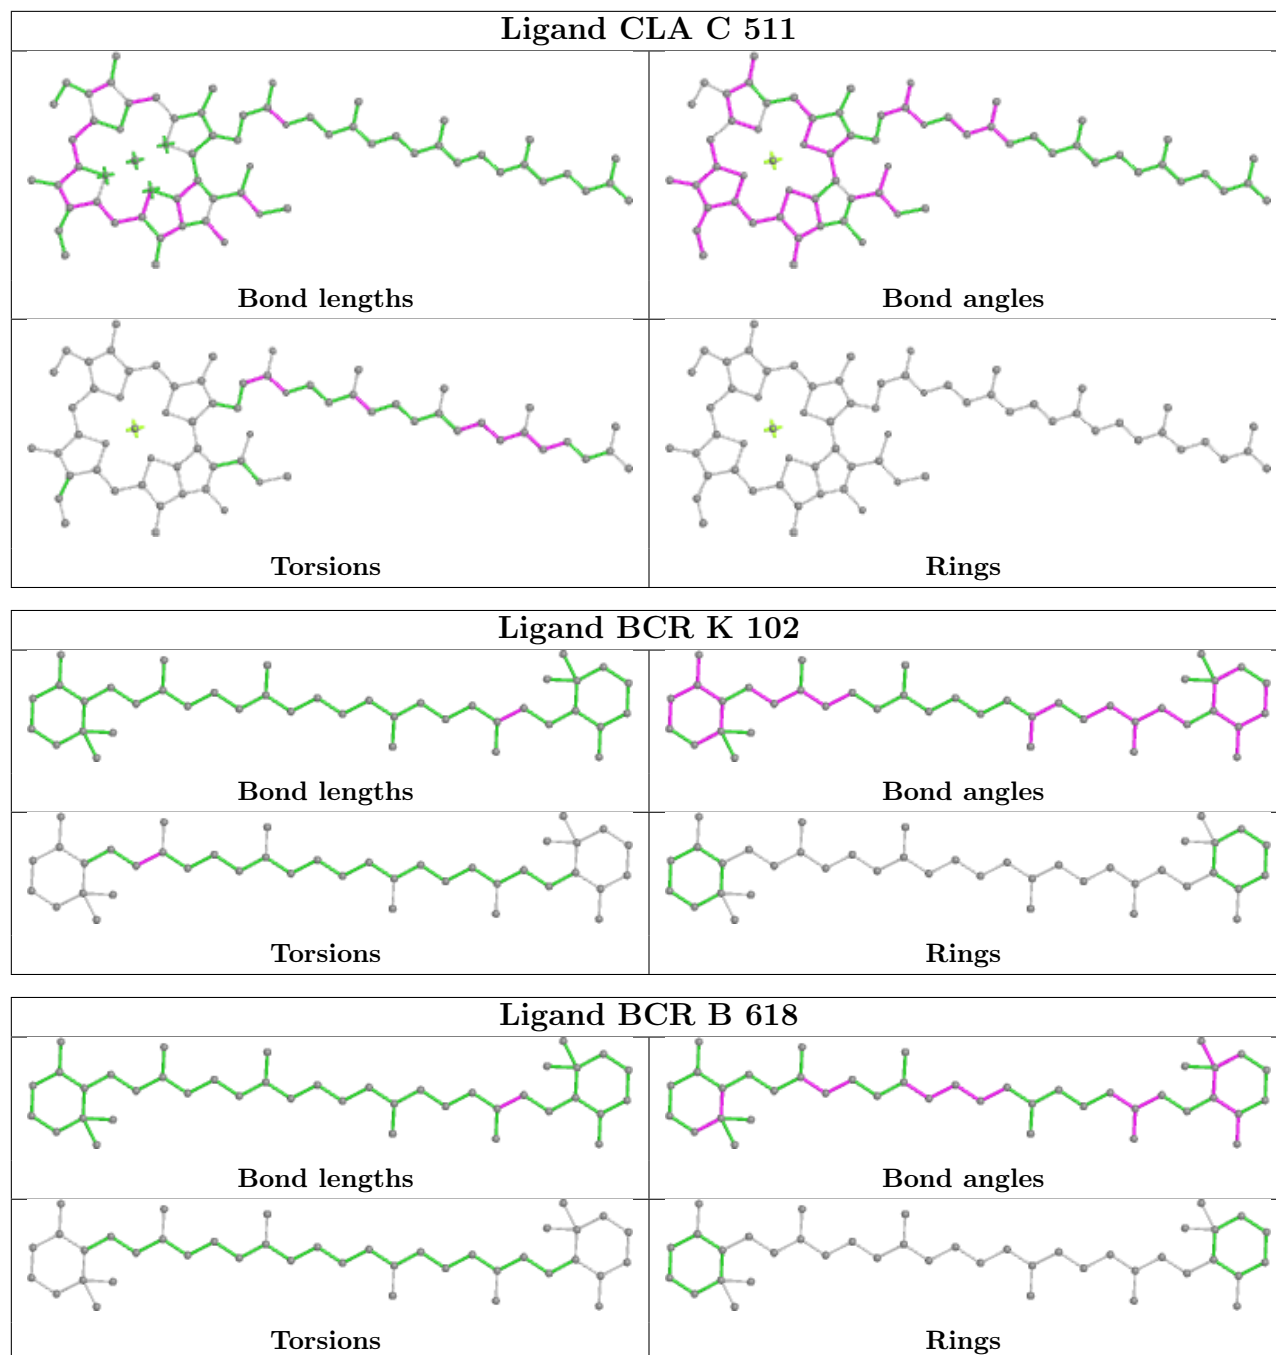 Ligand CLA C 511
Bond lengths
Bond angles
Torsions
Rings
Ligand BCR K 102
Bond lengths
Bond angles
Torsions
Rings
Ligand BCR B 618
Bond lengths
Bond angles
Torsions
Rings